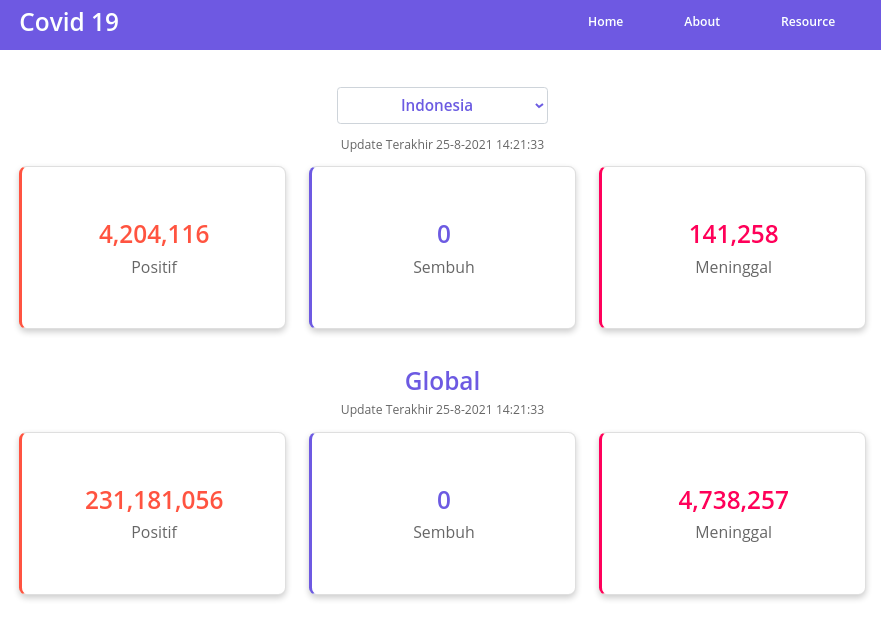 Covid 19
Home About Resource
Indonesia
Update Terakhir 25-8-2021 14:21:33
4,204,116
Positif
0
Sembuh
141,258
Meninggal
Global
Update Terakhir 25-8-2021 14:21:33
231,181,056
Positif
0
Sembuh
4,738,257
Meninggal